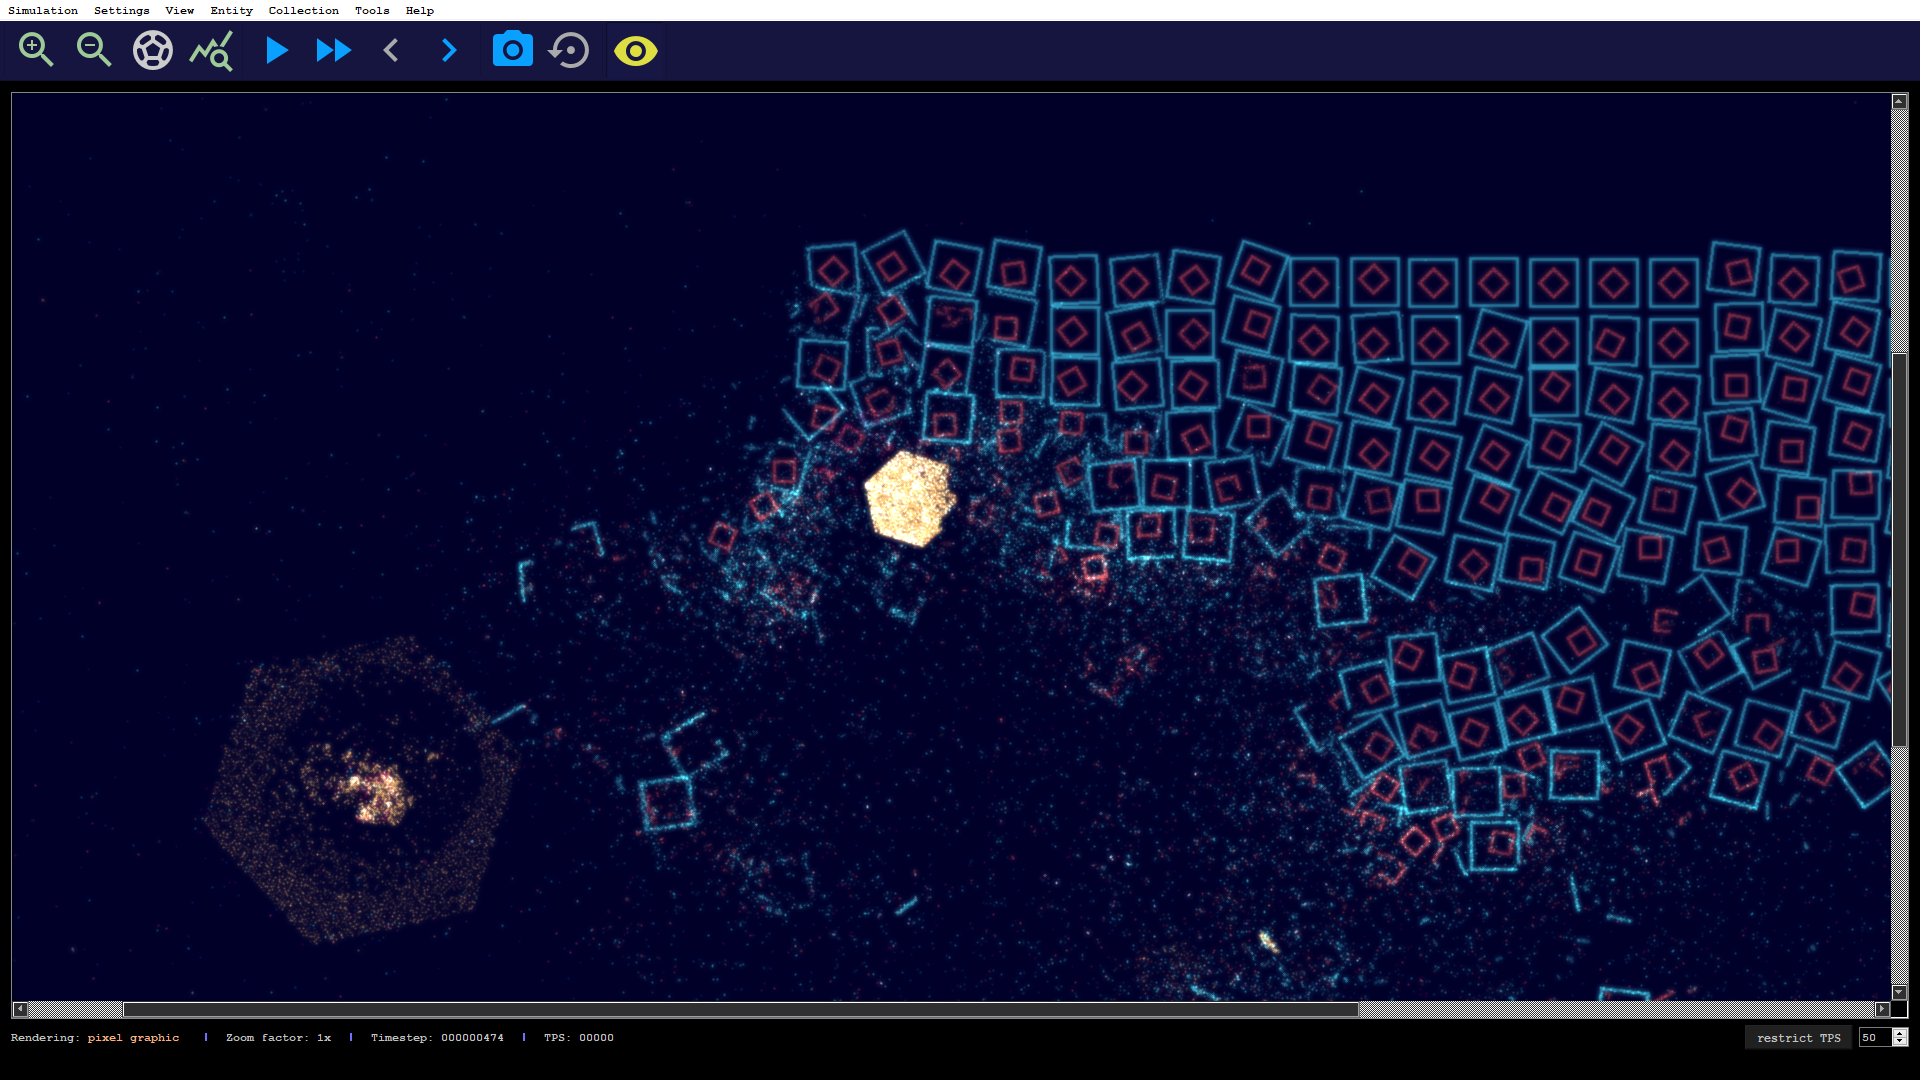 Simulation Settings View Entity Collection Tools Help
Rendering: pixel graphic | Zoom factor: 1x | Timestep: 000000474 | TPS: 00000 restrict TPS 50